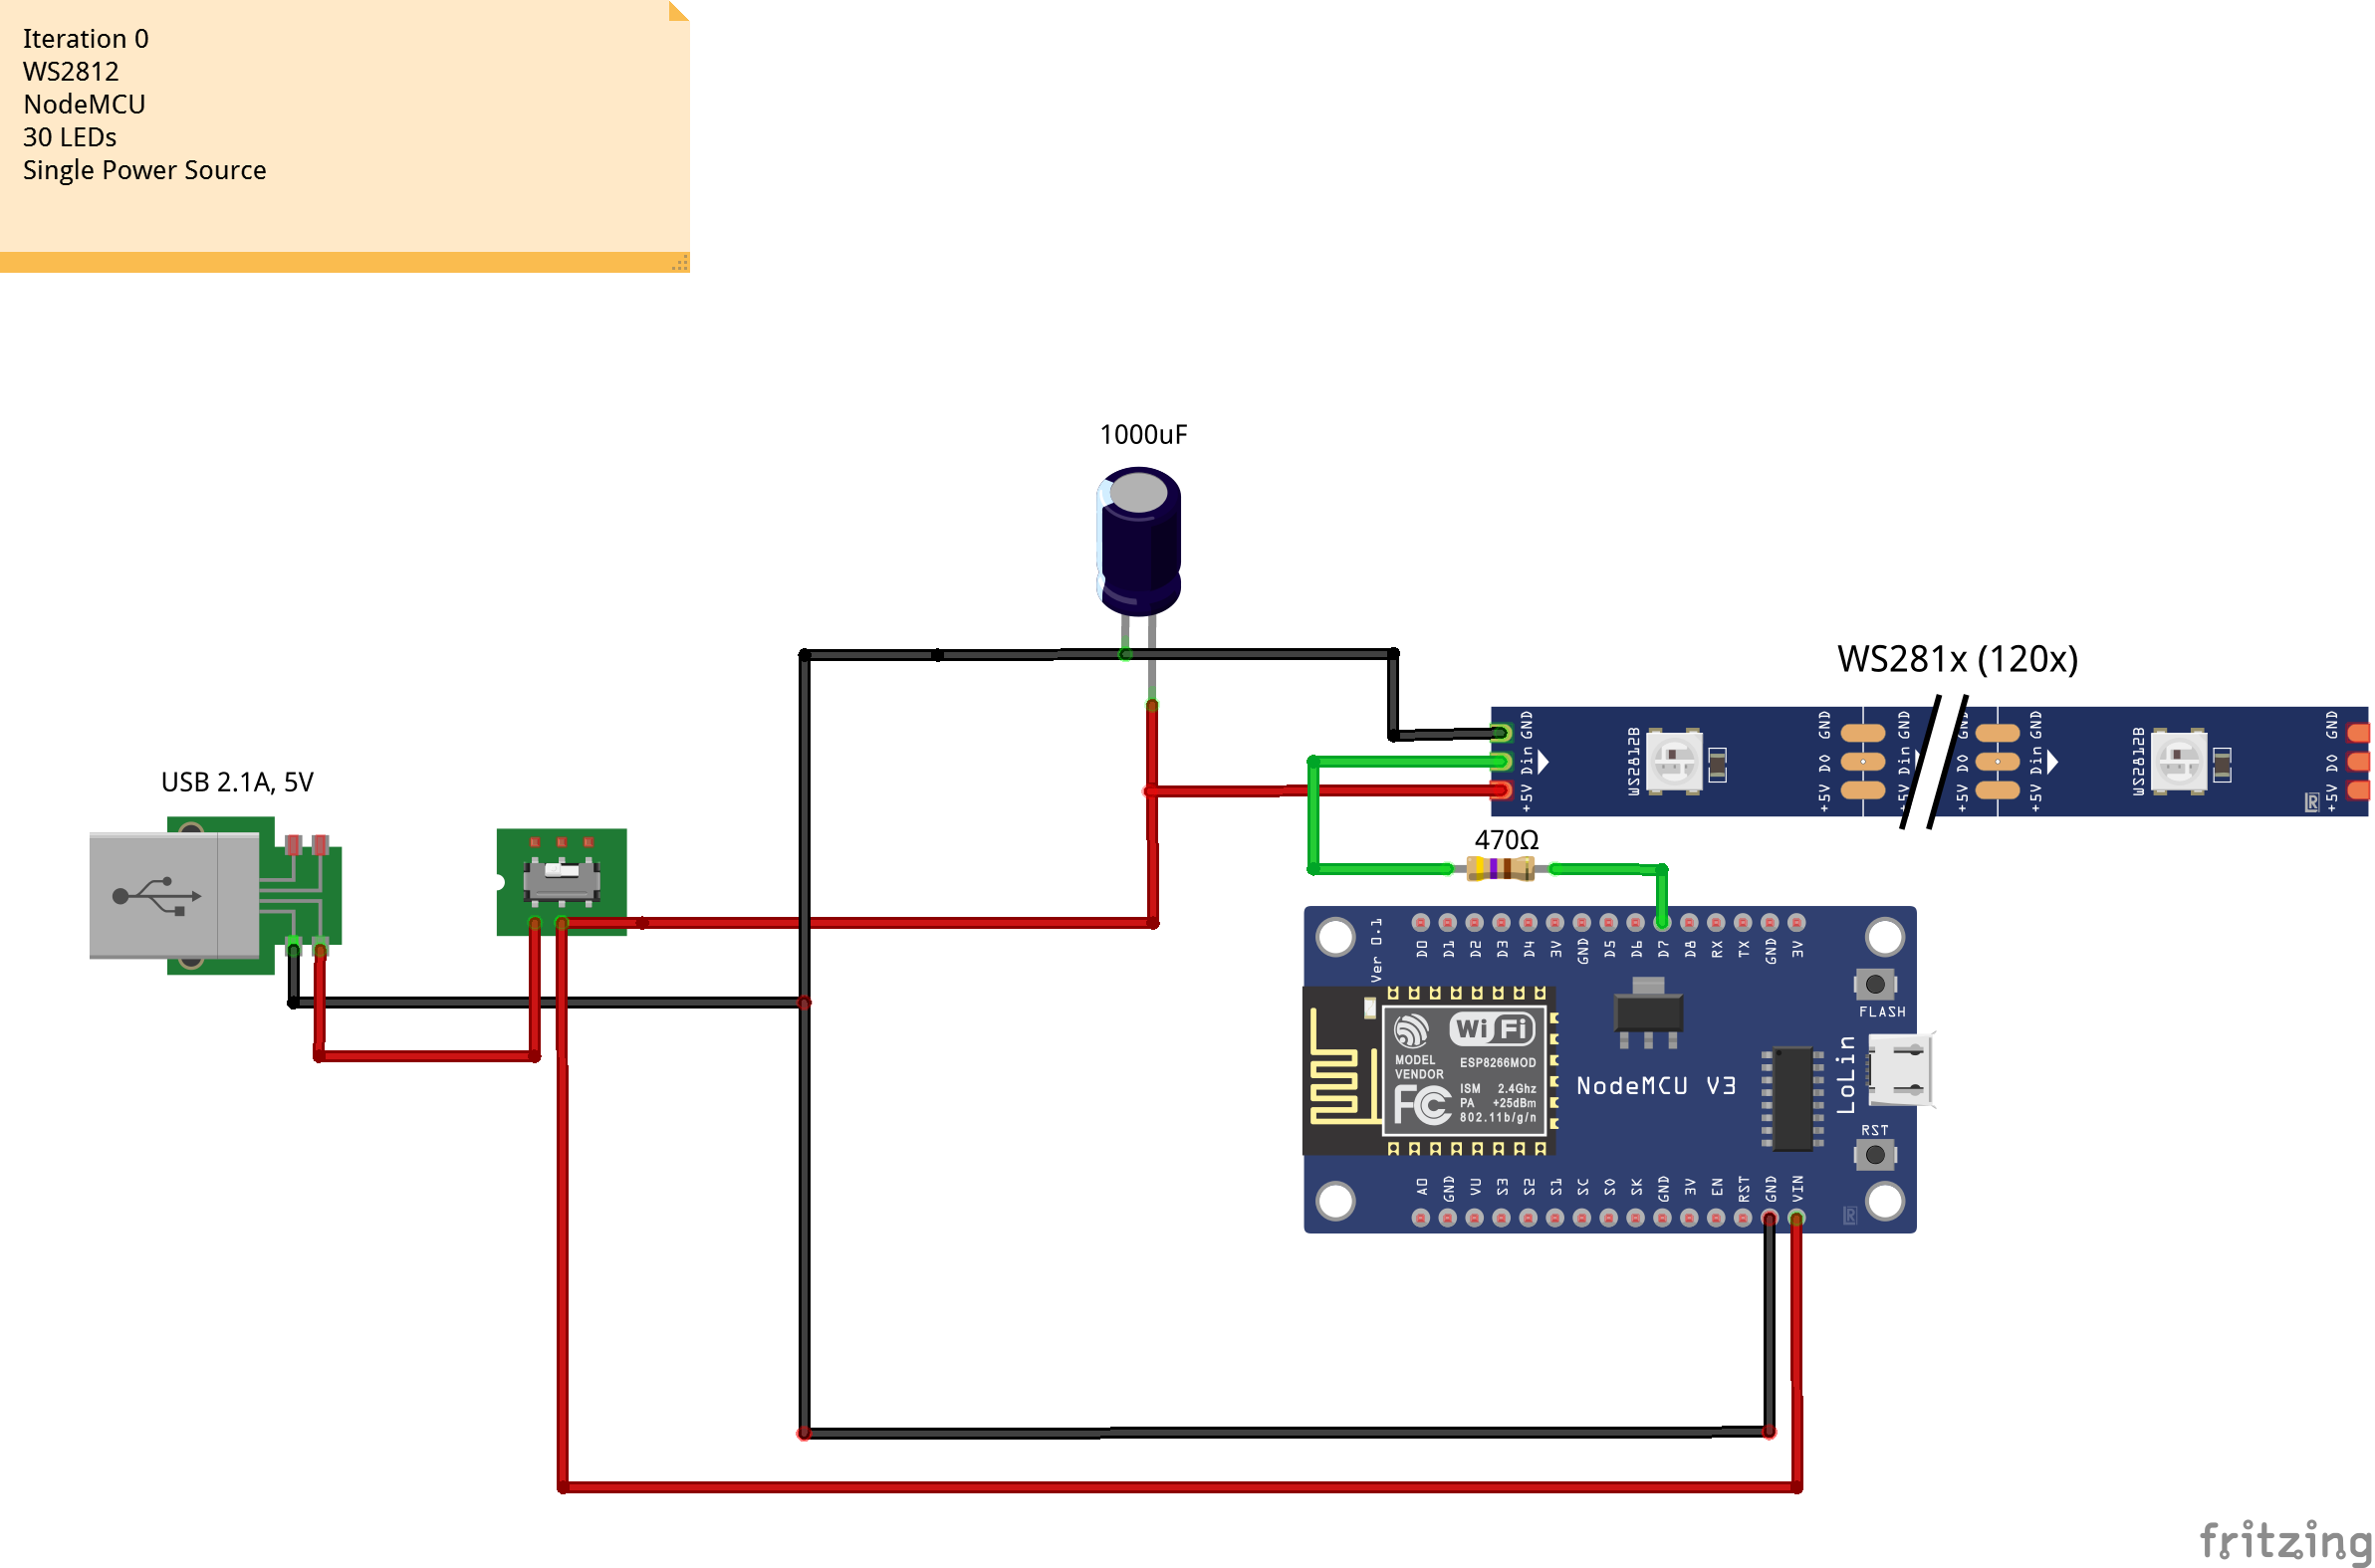 Iteration 0
WS2812
NodeMCU
30 LEDs
Single Power Source
1000uF
WS281x (120x)
USB 2.1A, 5V
GND
Din
+5V
WS2812B
GND
DO
+5V
GND
Din
+5V
GND
DO
+5V
GND
Din
+5V
WS2812B
GND
DO
+5V
R
470Ω
Ver 0.1
D0
D1
D2
D3
D4
3V
GND
D5
D6
D7
D8
RX
TX
GND
3V
FLASH
WiFi
MODEL
VENDOR
ESP8266MOD
FC
ISM 2.4Ghz
PA +25dBm
802.11b/g/n
NodeMCU V3
LoLin
RST
A0
GND
VU
S3
S2
S1
SC
S0
SK
GND
3V
EN
RST
GND
VIN
R
fritzing